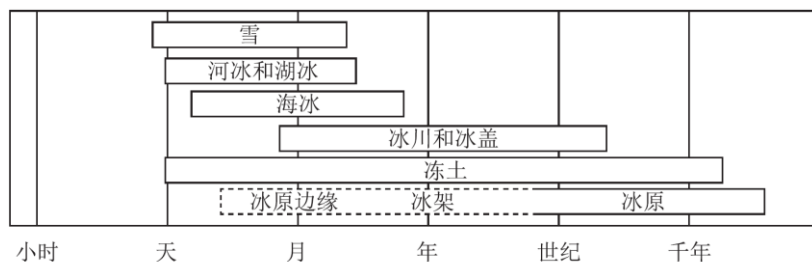 雪
河冰和湖冰
海冰
冰川和冰盖
冻土
冰原边缘 冰架 冰原
小时 天 月 年 世纪 千年